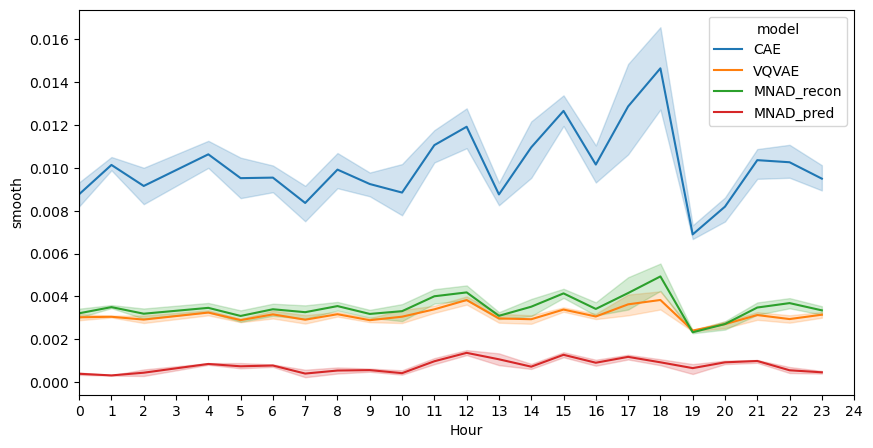 0.016
0.014
0.012
0.010
0.008
0.006
0.004
0.002
0.000
smooth
0 1 2 3 4 5 6 7 8 9 10 11 12 13 14 15 16 17 18 19 20 21 22 23 24
Hour
model
CAE
VQVAE
MNAD_recon
MNAD_pred